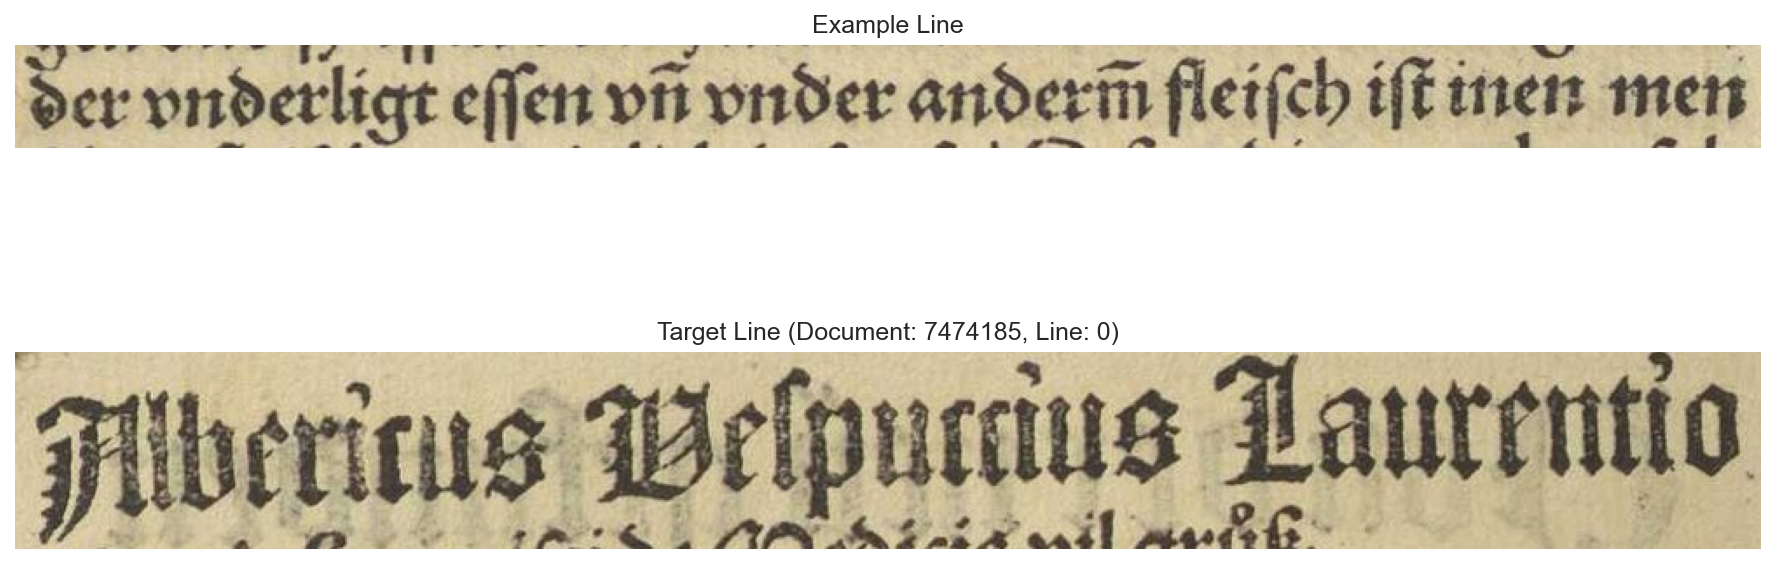 Example Line
der vnderligt essen vn̄ vnder anderm̄ fleiſch iſt inen men
Target Line (Document: 7474185, Line: 0)
Albericus Veſpuccius Laurentio